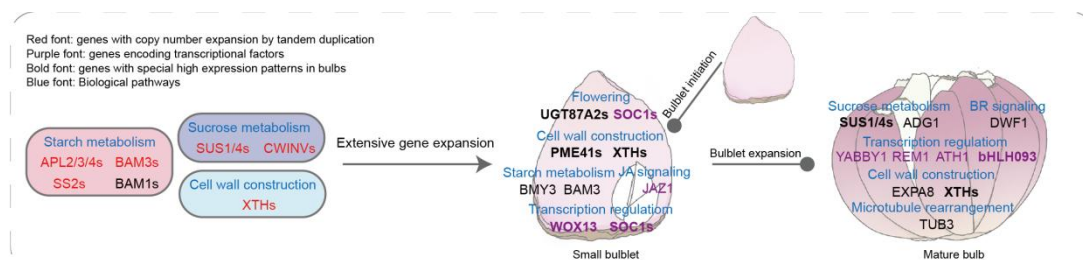 Red font: genes with copy number expansion by tandem duplication
Purple font: genes encoding transcriptional factors
Bold font: genes with special high expression patterns in bulbs
Blue font: Biological pathways
Starch metabolism
APL2/3/4s BAM3s
SS2s BAM1s
Sucrose metabolism
SUS1/4s CWINVs
Cell wall construction
XTHs
Extensive gene expansion
Flowering
UGT87A2s SOC1s
Cell wall construction
PME41s XTHs
Starch metabolism JA signaling
BMY3 BAM3 JAZ1
Transcription regulatiom
WOX13 SOC1s
Small bulblet
Bulblet initiation
Bulblet expansion
Sucrose metabolism BR signaling
SUS1/4s ADG1 DWF1
Transcription regulatiom
YABBY1 REM1 ATH1 bHLH093
Cell wall construction
EXPA8 XTHs
Microtubule rearrangement
TUB3
Mature bulb